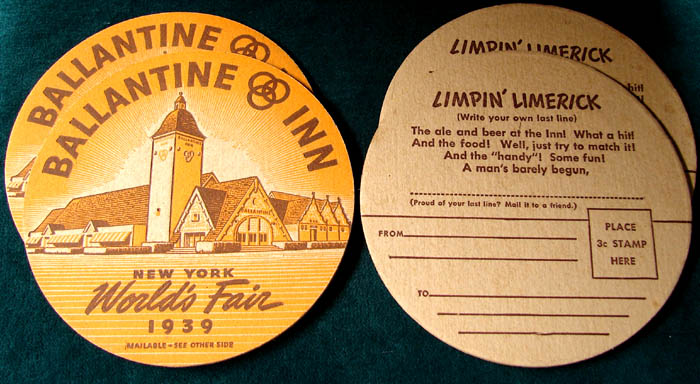 BALLANTINE
BALLANTINE INN
NEW YORK
World's Fair
1939
MAILABLE - SEE OTHER SIDE
LIMPIN' LIMERICK
hit!
it!
LIMPIN' LIMERICK
(Write your own last line)
The ale and beer at the Inn! What a hit!
And the food! Well, just try to match it!
And the "handy"! Some fun!
A man's barely begun,
(Proud of your last line? Mail it to a friend.)
FROM
PLACE
3c STAMP
HERE
TO